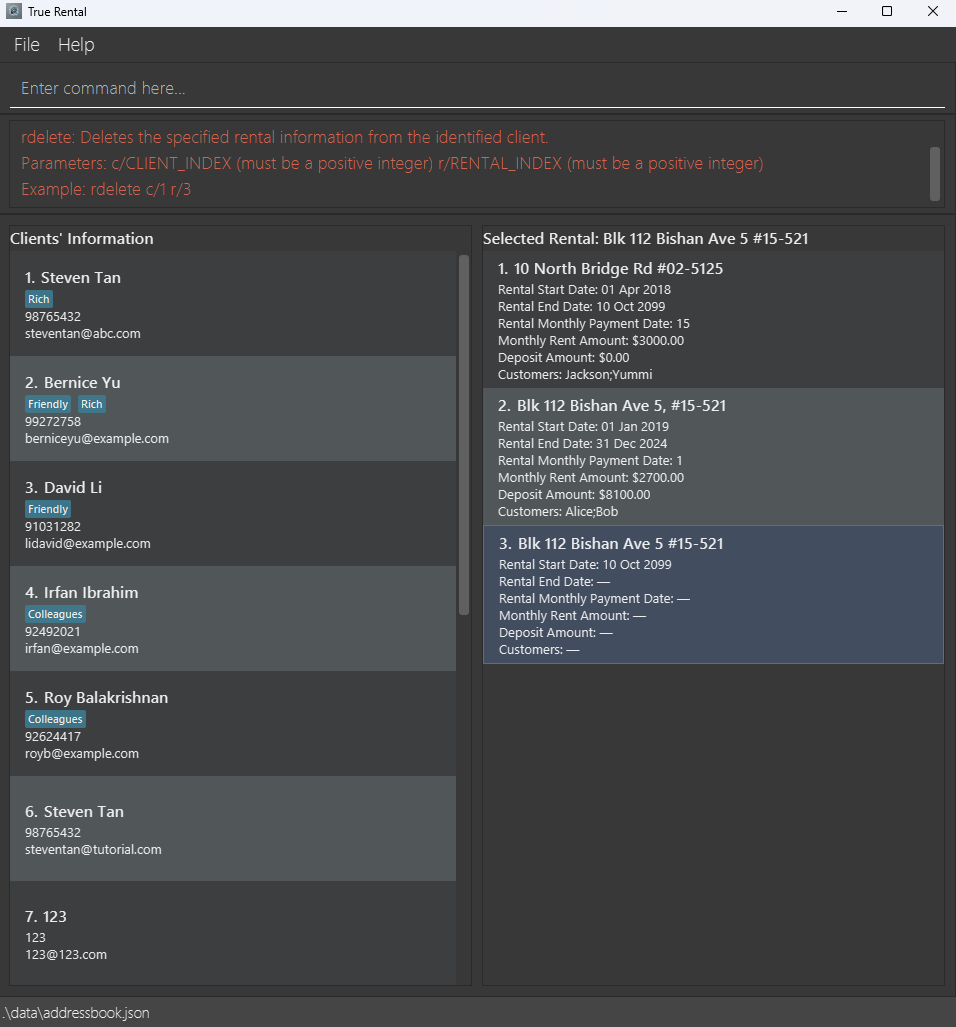 True Rental
File Help
Enter command here...
rdelete: Deletes the specified rental information from the identified client.
Parameters: c/CLIENT_INDEX (must be a positive integer) r/RENTAL_INDEX (must be a positive integer)
Example: rdelete c/1 r/3
Clients' Information
1. Steven Tan
Rich
98765432
steventan@abc.com
2. Bernice Yu
Friendly Rich
99272758
berniceyu@example.com
3. David Li
Friendly
91031282
lidavid@example.com
4. Irfan Ibrahim
Colleagues
92492021
irfan@example.com
5. Roy Balakrishnan
Colleagues
92624417
royb@example.com
6. Steven Tan
98765432
steventan@tutorial.com
7. 123
123
123@123.com
Selected Rental: Blk 112 Bishan Ave 5 #15-521
1. 10 North Bridge Rd #02-5125
Rental Start Date: 01 Apr 2018
Rental End Date: 10 Oct 2099
Rental Monthly Payment Date: 15
Monthly Rent Amount: $3000.00
Deposit Amount: $0.00
Customers: Jackson;Yummi
2. Blk 112 Bishan Ave 5, #15-521
Rental Start Date: 01 Jan 2019
Rental End Date: 31 Dec 2024
Rental Monthly Payment Date: 1
Monthly Rent Amount: $2700.00
Deposit Amount: $8100.00
Customers: Alice;Bob
3. Blk 112 Bishan Ave 5 #15-521
Rental Start Date: 10 Oct 2099
Rental End Date: —
Rental Monthly Payment Date: —
Monthly Rent Amount: —
Deposit Amount: —
Customers: —
.\data\addressbook.json